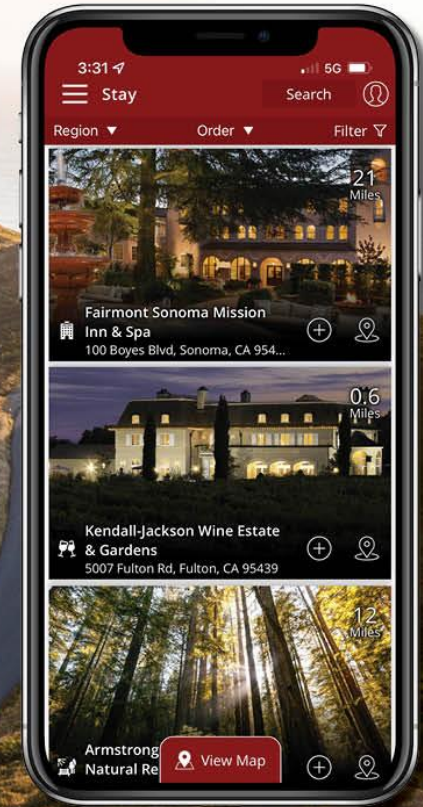 3:31
5G
Stay
Search
Region
Order
Filter
21
Miles
Fairmont Sonoma Mission
Inn & Spa
100 Boyes Blvd, Sonoma, CA 954...
0.6
Miles
Kendall-Jackson Wine Estate
& Gardens
5007 Fulton Rd, Fulton, CA 95439
12
Miles
Armstrong
Natural Re
View Map